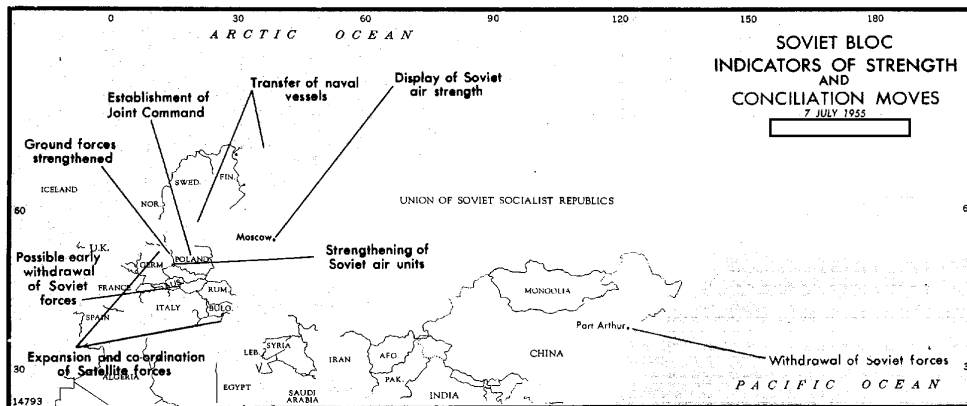 0 30 60 90 120 150 180
ARCTIC OCEAN
SOVIET BLOC
INDICATORS OF STRENGTH
AND
CONCILIATION MOVES
7 JULY 1955
Transfer of naval
vessels
Display of Soviet
air strength
Establishment of
Joint Command
Ground forces
strengthened
ICELAND
SWED.
FIN.
NOR.
UNION OF SOVIET SOCIALIST REPUBLICS
60
6
Moscow
U.K.
Possible early
withdrawal
of Soviet
forces
GERM.
POLAND
Strengthening of
Soviet air units
FRANCE
AUS.
RUM.
MONGOLIA
SPAIN
ITALY
BULG.
Port Arthur
Expansion and co-ordination
of Satellite forces
LEB.
SYRIA
IRAN
AFG.
CHINA
Withdrawal of Soviet forces
30
3
ALGERIA
EGYPT
SAUDI
ARABIA
PAK.
INDIA
PACIFIC OCEAN
14793